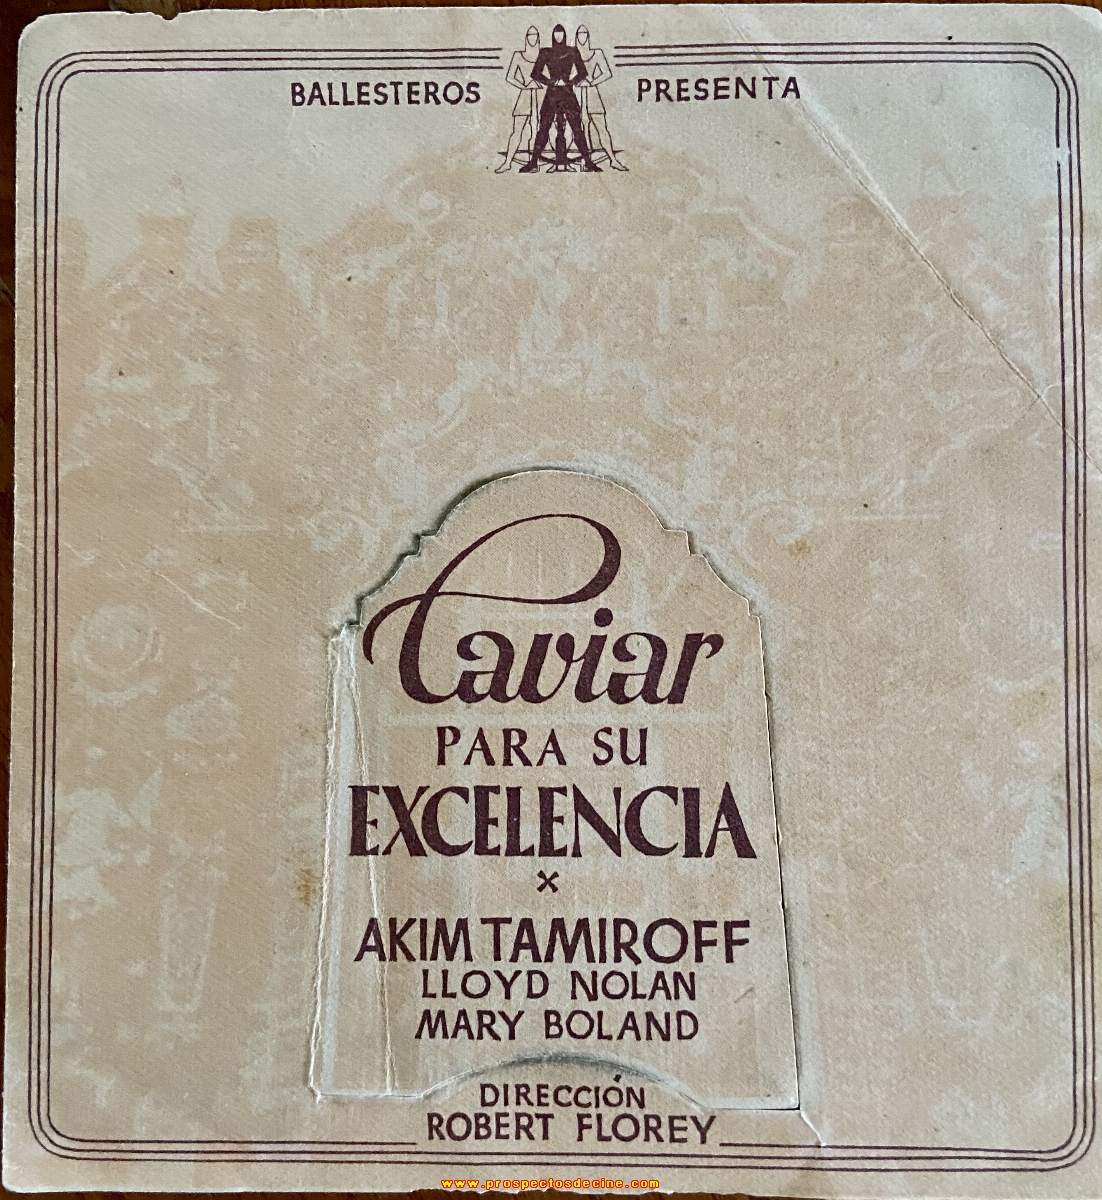 BALLESTEROS PRESENTA
Caviar
PARA SU
EXCELENCIA
x
AKIM TAMIROFF
LLOYD NOLAN
MARY BOLAND
DIRECCIÓN
ROBERT FLOREY
www.prospectosdecine.com